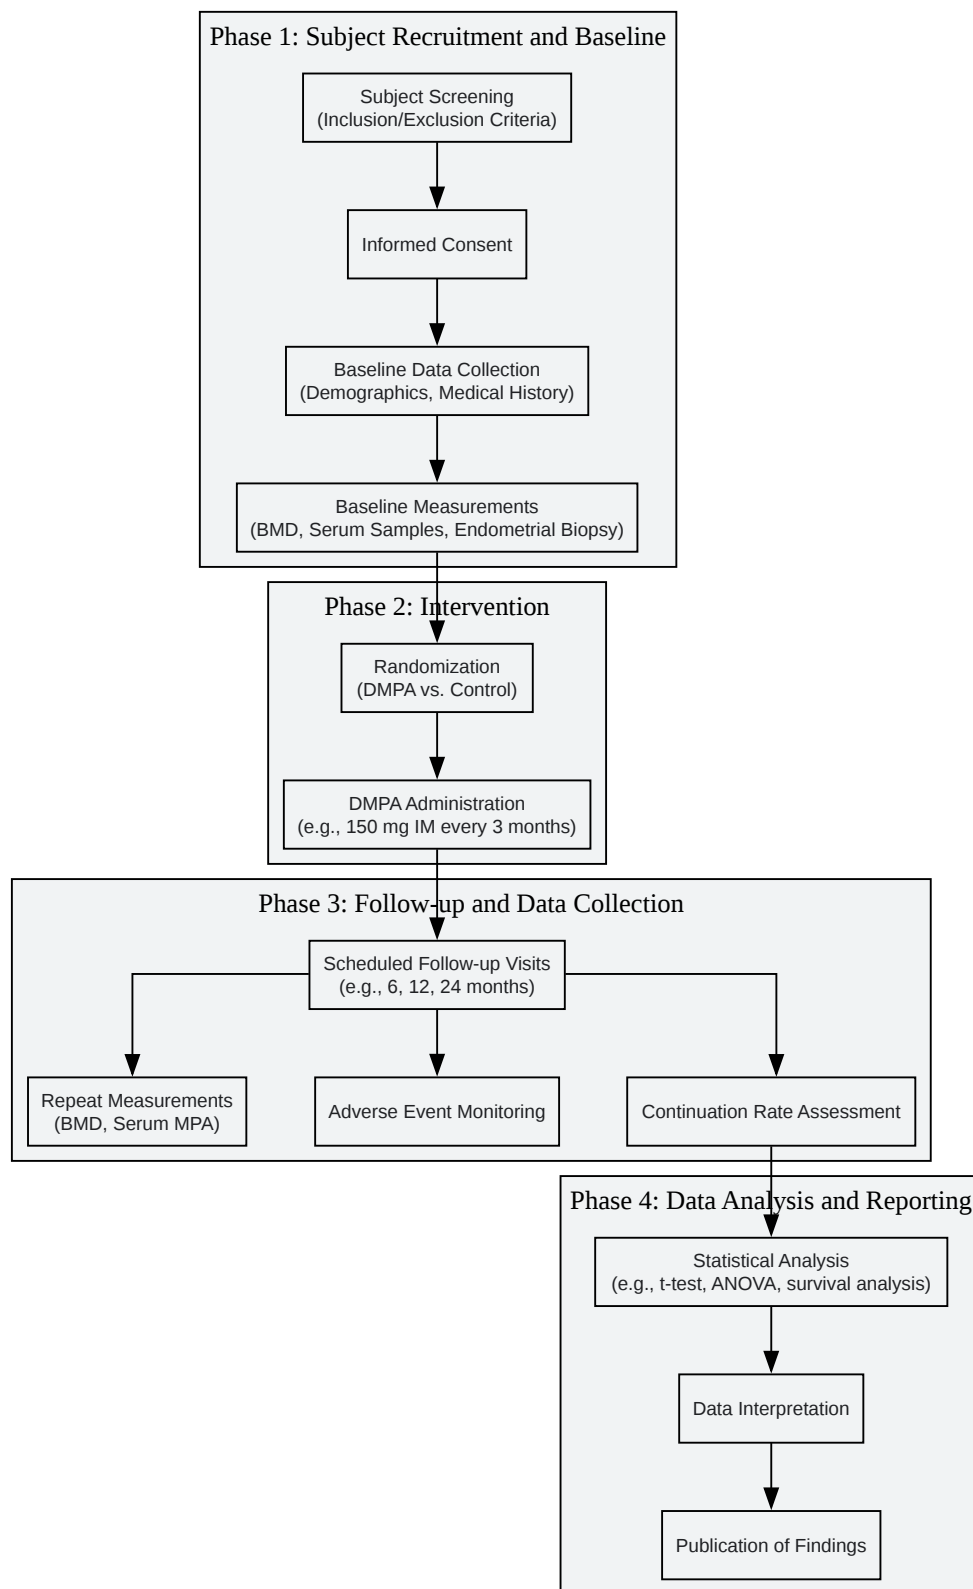 Phase 1: Subject Recruitment and Baseline
Subject Screening
(Inclusion/Exclusion Criteria)
Informed Consent
Baseline Data Collection
(Demographics, Medical History)
Baseline Measurements
(BMD, Serum Samples, Endometrial Biopsy)
Phase 2: Intervention
Randomization
(DMPA vs. Control)
DMPA Administration
(e.g., 150 mg IM every 3 months)
Phase 3: Follow-up and Data Collection
Scheduled Follow-up Visits
(e.g., 6, 12, 24 months)
Repeat Measurements
(BMD, Serum MPA)
Adverse Event Monitoring
Continuation Rate Assessment
Phase 4: Data Analysis and Reporting
Statistical Analysis
(e.g., t-test, ANOVA, survival analysis)
Data Interpretation
Publication of Findings